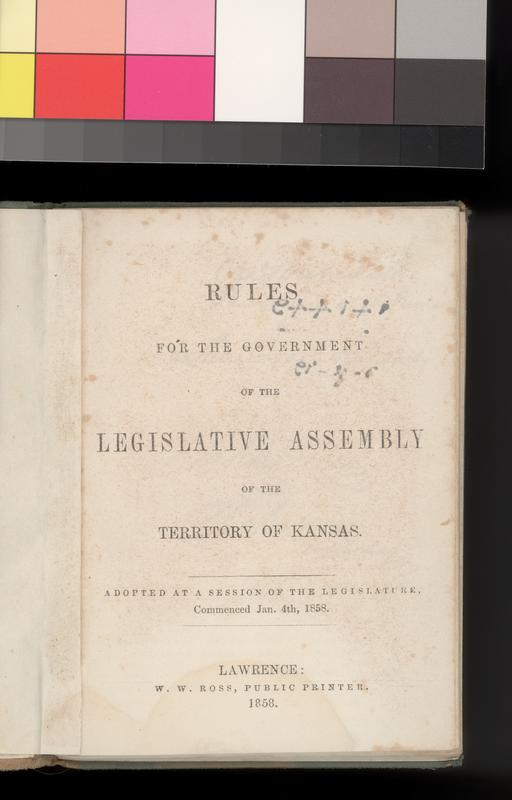 RULES
FOR THE GOVERNMENT
OF THE
LEGISLATIVE ASSEMBLY
OF THE
TERRITORY OF KANSAS.
ADOPTED AT A SESSION OF THE LEGISLATURE,
Commenced Jan. 4th, 1858.
LAWRENCE:
W. W. ROSS, PUBLIC PRINTER.
1858.